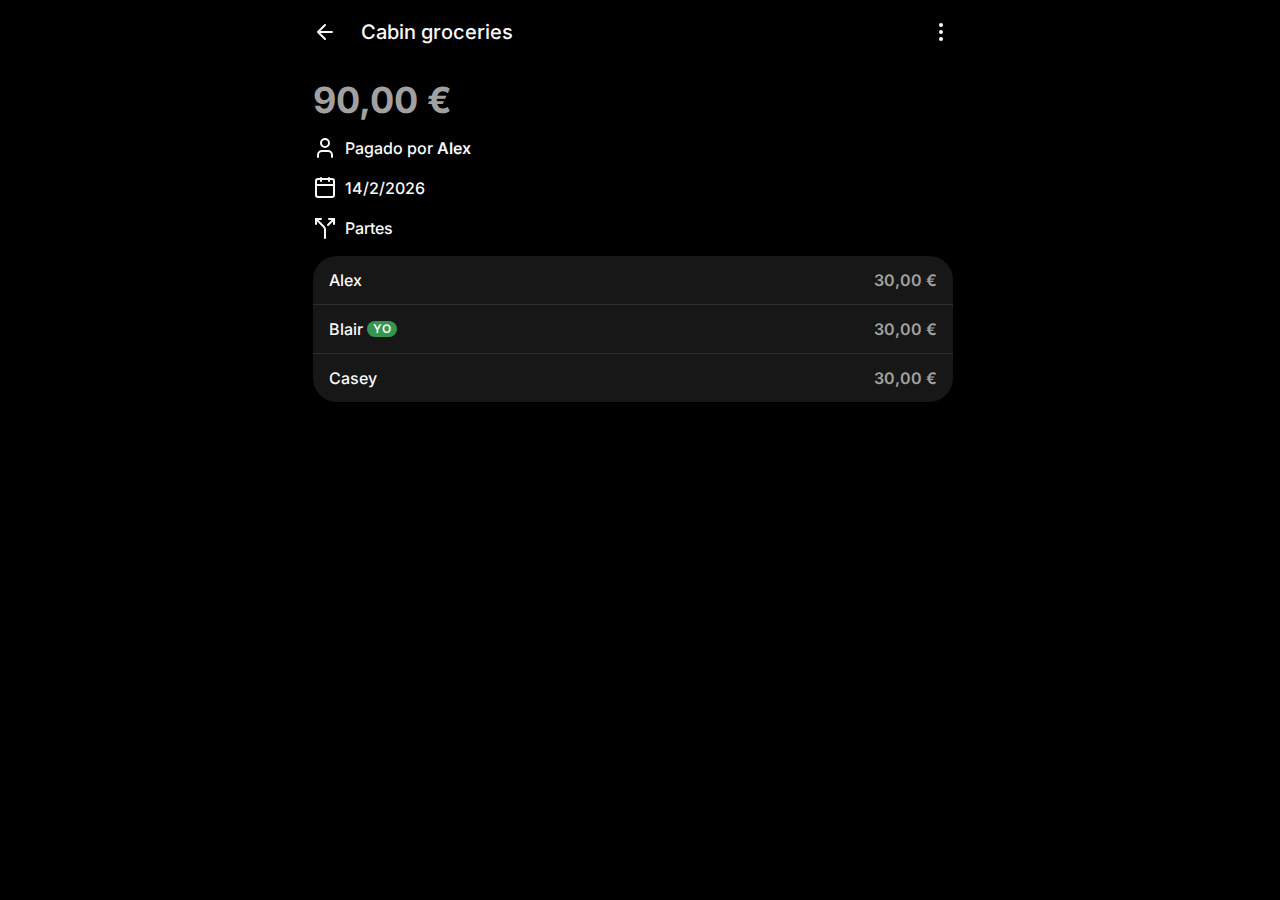 Cabin groceries
90,00 €
Pagado por Alex
14/2/2026
Partes
Alex 30,00 €
Blair YO 30,00 €
Casey 30,00 €